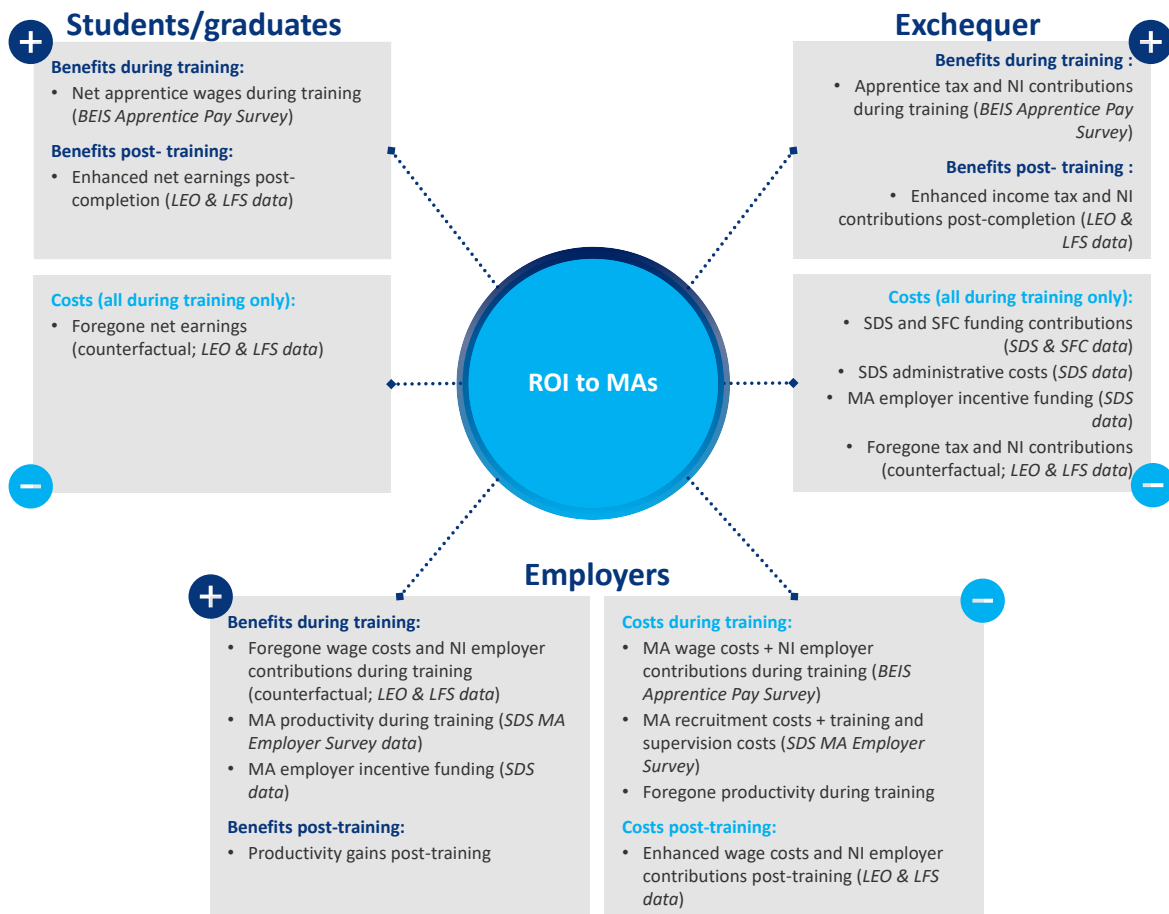 Students/graduates
Benefits during training:
• Net apprentice wages during training
(BEIS Apprentice Pay Survey)
Benefits post- training:
• Enhanced net earnings post-
completion (LEO & LFS data)
Costs (all during training only):
• Foregone net earnings
(counterfactual; LEO & LFS data)
Exchequer
Benefits during training :
• Apprentice tax and NI contributions
during training (BEIS Apprentice Pay
Survey)
Benefits post- training :
• Enhanced income tax and NI
contributions post-completion (LEO &
LFS data)
Costs (all during training only):
• SDS and SFC funding contributions
(SDS & SFC data)
• SDS administrative costs (SDS data)
• MA employer incentive funding (SDS
data)
• Foregone tax and NI contributions
(counterfactual; LEO & LFS data)
ROI to MAs
Employers
Benefits during training:
• Foregone wage costs and NI employer
contributions during training
(counterfactual; LEO & LFS data)
• MA productivity during training (SDS MA
Employer Survey data)
• MA employer incentive funding (SDS
data)
Benefits post-training:
• Productivity gains post-training
Costs during training:
• MA wage costs + NI employer
contributions during training (BEIS
Apprentice Pay Survey)
• MA recruitment costs + training and
supervision costs (SDS MA Employer
Survey)
• Foregone productivity during training
Costs post-training:
• Enhanced wage costs and NI employer
contributions post-training (LEO & LFS
data)